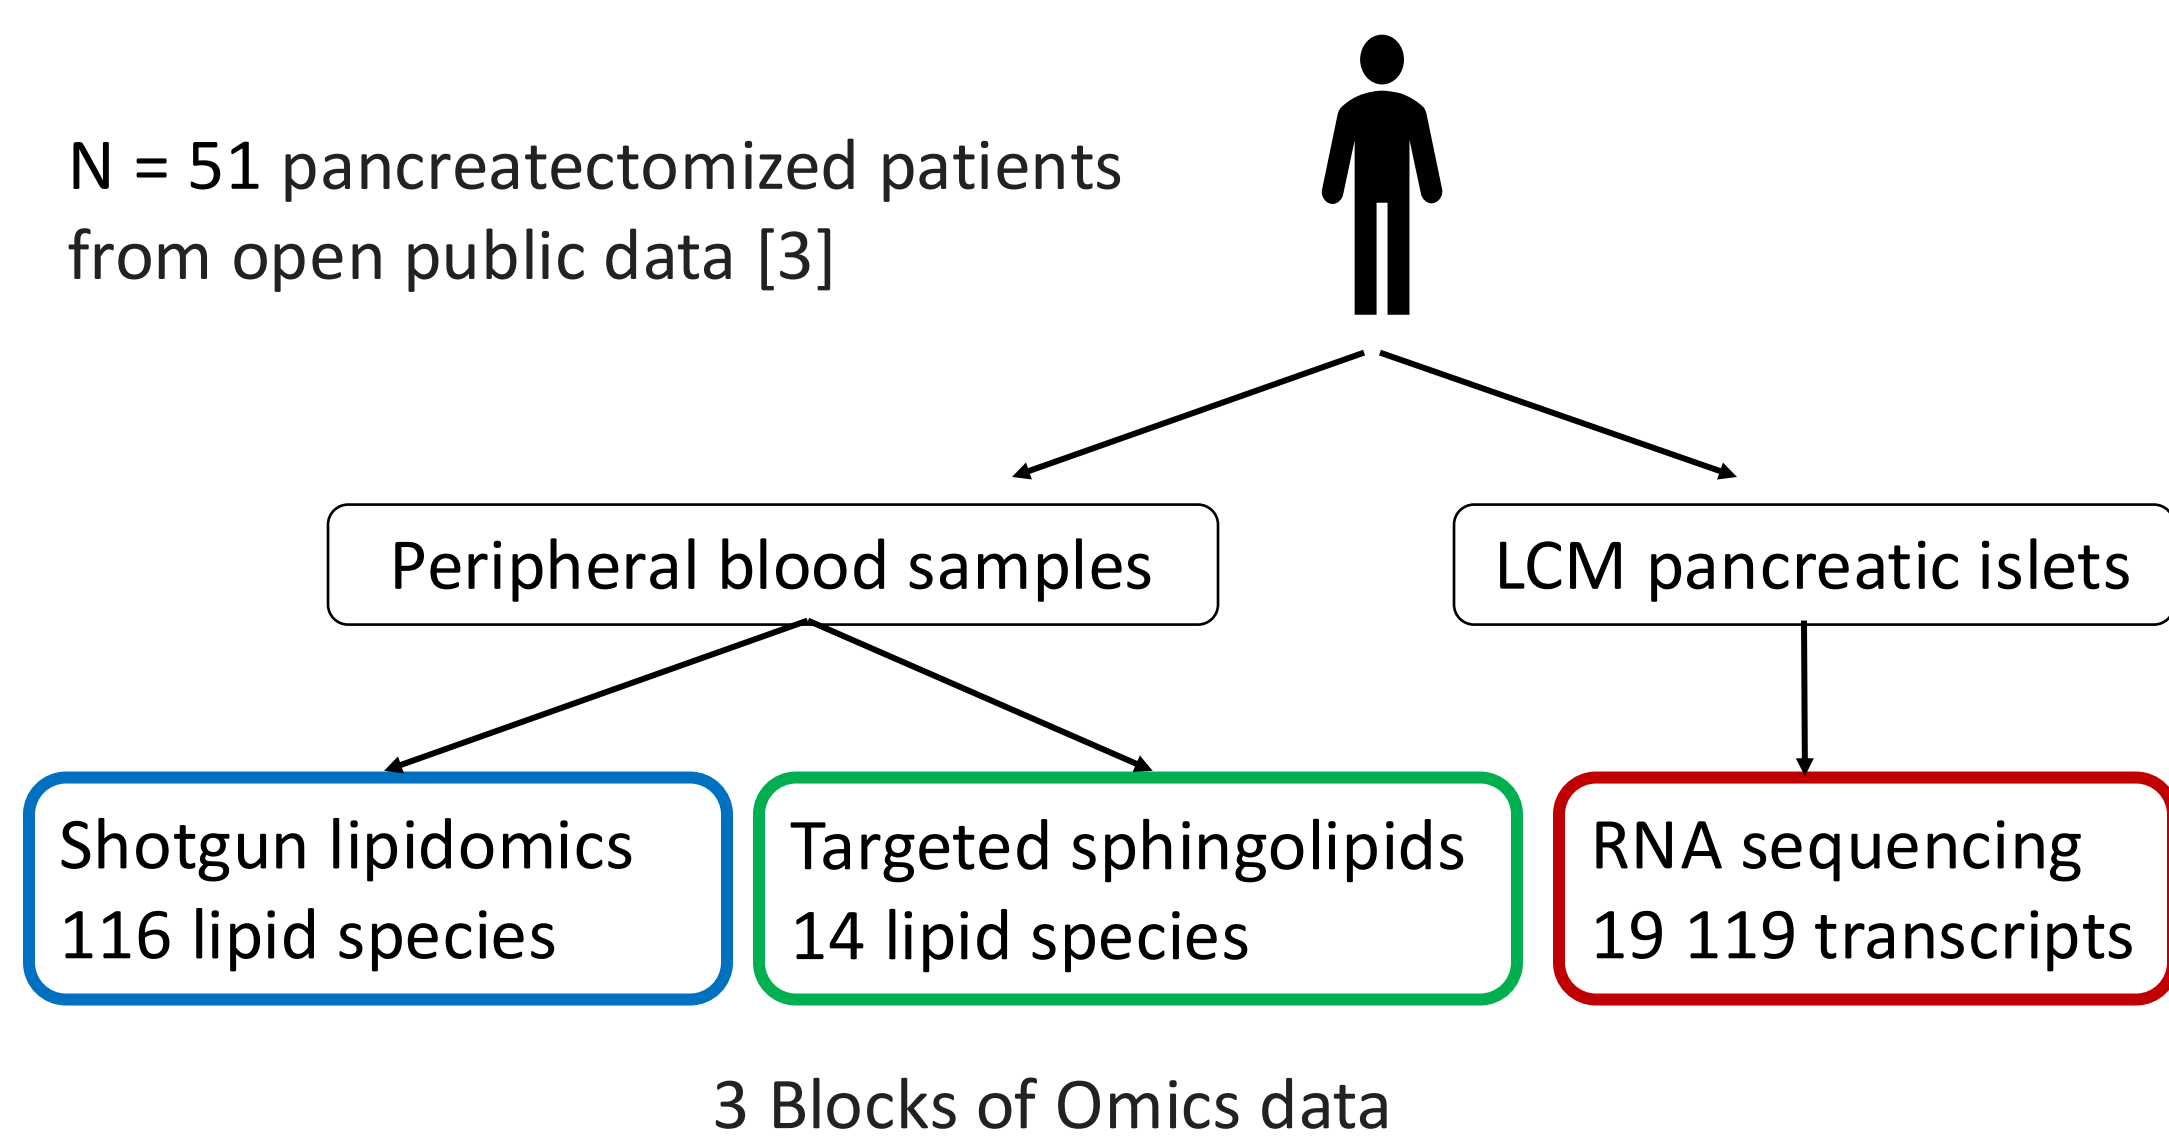 N = 51 pancreatectomized patients
from open public data [3]
Peripheral blood samples
LCM pancreatic islets
Shotgun lipidomics
116 lipid species
Targeted sphingolipids
14 lipid species
RNA sequencing
19 119 transcripts
3 Blocks of Omics data